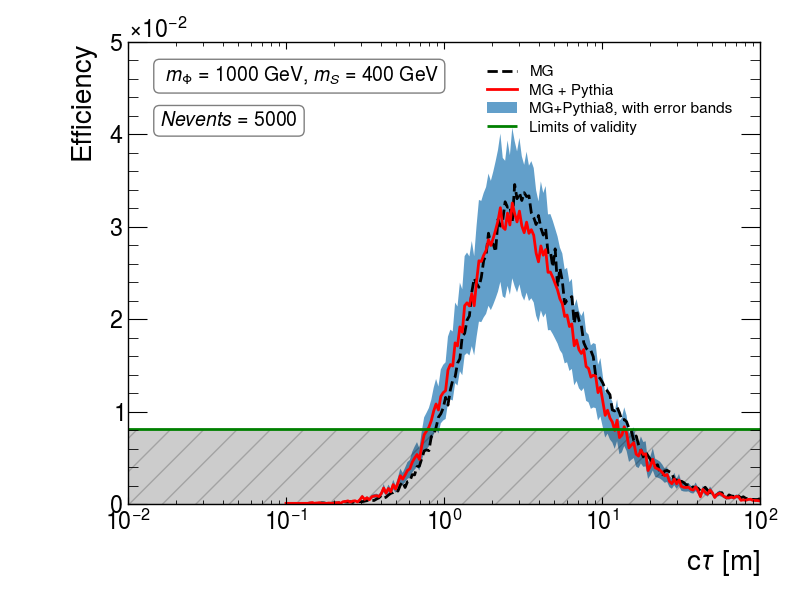 ×10⁻²
Efficiency
5
4
3
2
1
0
m_Φ = 1000 GeV, m_S = 400 GeV
Nevents = 5000
MG
MG + Pythia
MG+Pythia8, with error bands
Limits of validity
10⁻²
10⁻¹
10⁰
10¹
10²
cτ [m]